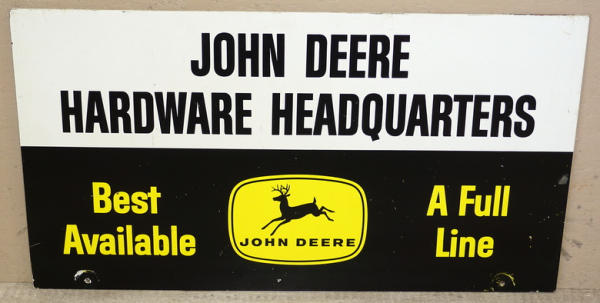 JOHN DEERE
HARDWARE HEADQUARTERS
Best
Available
JOHN DEERE
A Full
Line